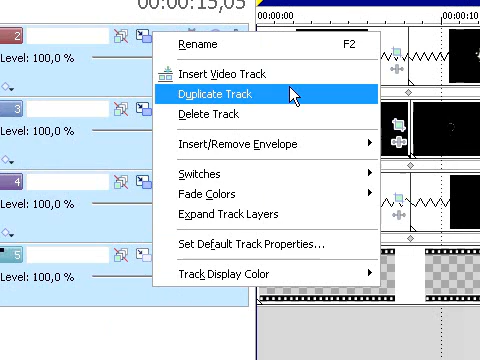 00:00:15,05
00:00:00
00:00:10
2
Level: 100,0 %
3
Level: 100,0 %
4
Level: 100,0 %
5
Level: 100,0 %
Rename F2
Insert Video Track
Duplicate Track
Delete Track
Insert/Remove Envelope
Switches
Fade Colors
Expand Track Layers
Set Default Track Properties...
Track Display Color